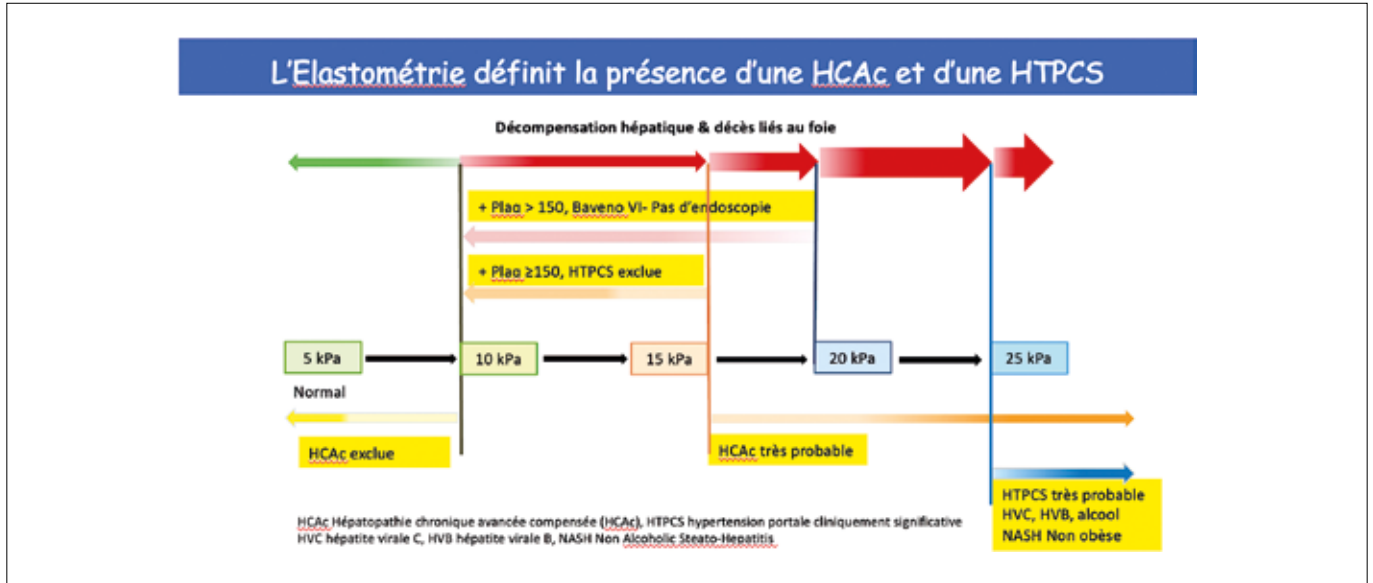 L'Elastométrie définit la présence d'une HCAc et d'une HTPCS
Décompensation hépatique & décès liés au foie
+ Plaq > 150, Baveno VI- Pas d'endoscopie
+ Plaq ≥150, HTPCS exclue
5 kPa
10 kPa
15 kPa
20 kPa
25 kPa
Normal
HCAc exclue
HCAc très probable
HTPCS très probable
HVC, HVB, alcool
NASH Non obèse
HCAc Hépatopathie chronique avancée compensée (HCAc), HTPCS hypertension portale cliniquement significative
HVC hépatite virale C, HVB hépatite virale B, NASH Non Alcoholic Steato-Hepatitis